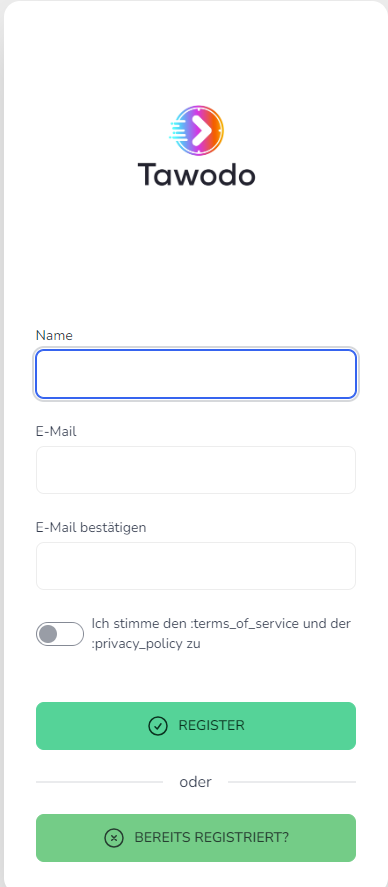 Tawodo
Name
E-Mail
E-Mail bestätigen
Ich stimme den :terms_of_service und der
:privacy_policy zu
REGISTER
oder
BEREITS REGISTRIERT?